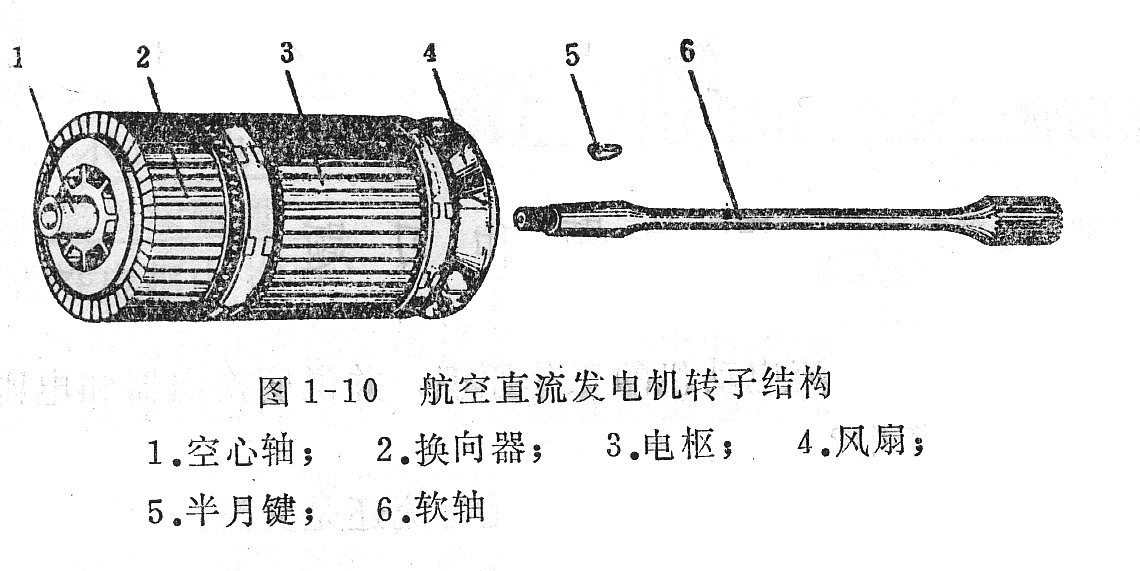 1 2 3 4 5 6
图1-10 航空直流发电机转子结构
1.空心轴； 2.换向器； 3.电枢； 4.风扇；
5.半月键； 6.软轴